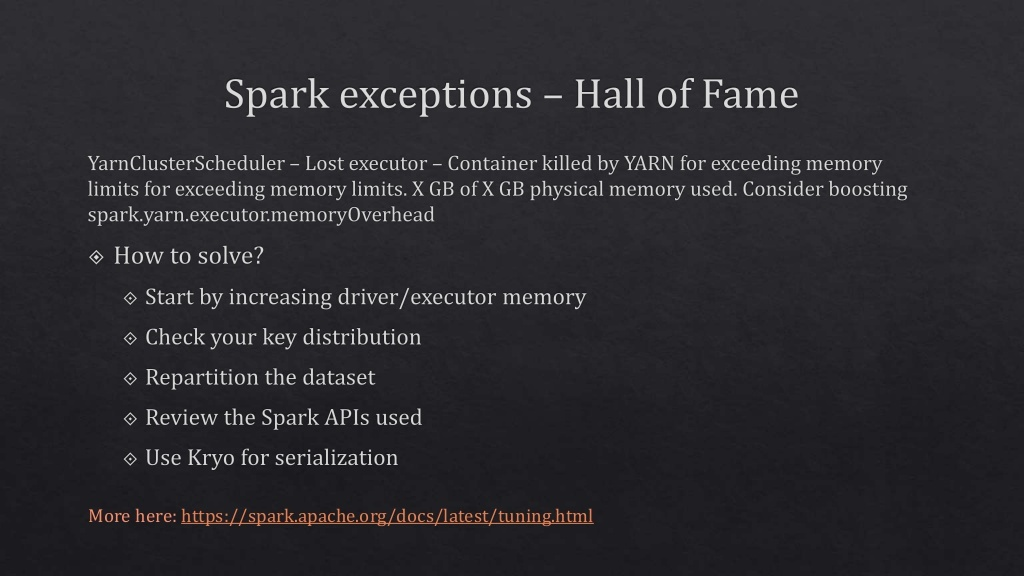 Spark exceptions – Hall of Fame
YarnClusterScheduler – Lost executor – Container killed by YARN for exceeding memory
limits for exceeding memory limits. X GB of X GB physical memory used. Consider boosting
spark.yarn.executor.memoryOverhead
How to solve?
Start by increasing driver/executor memory
Check your key distribution
Repartition the dataset
Review the Spark APIs used
Use Kryo for serialization
More here: https://spark.apache.org/docs/latest/tuning.html